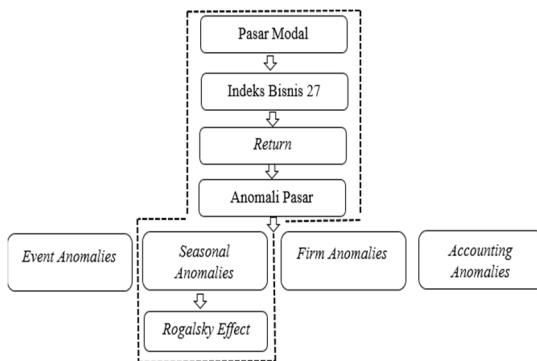 Pasar Modal
Indeks Bisnis 27
Return
Anomali Pasar
Event Anomalies
Seasonal
Anomalies
Firm Anomalies
Accounting
Anomalies
Rogalsky Effect